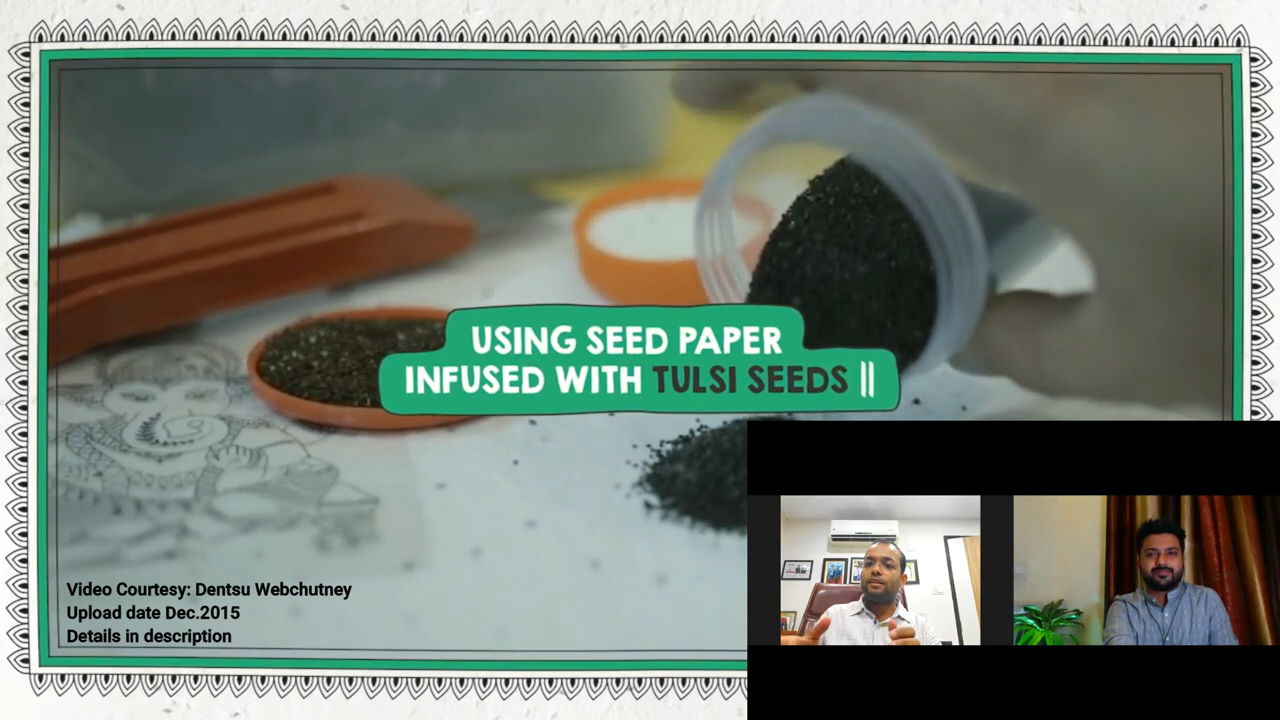 USING SEED PAPER
INFUSED WITH TULSI SEEDS ||
Video Courtesy: Dentsu Webchutney
Upload date Dec.2015
Details in description